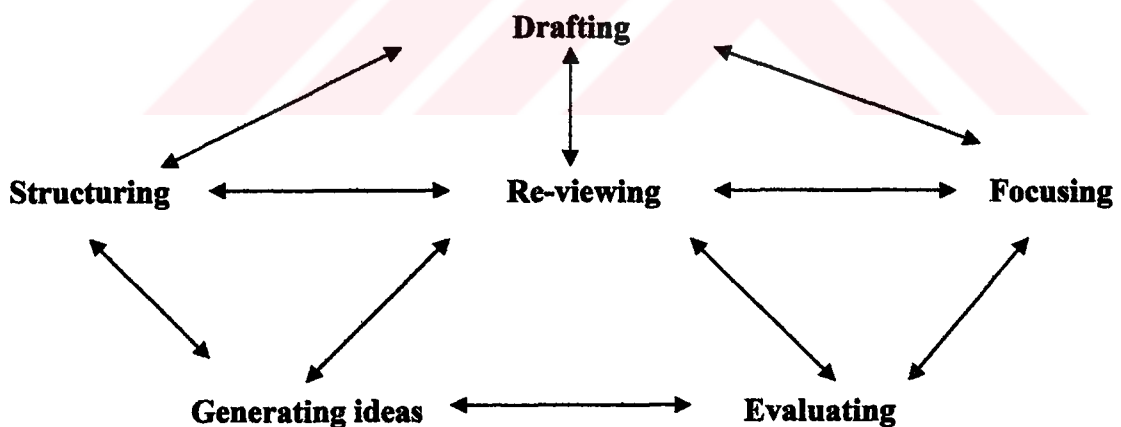 Drafting
Structuring Re-viewing Focusing
Generating ideas Evaluating